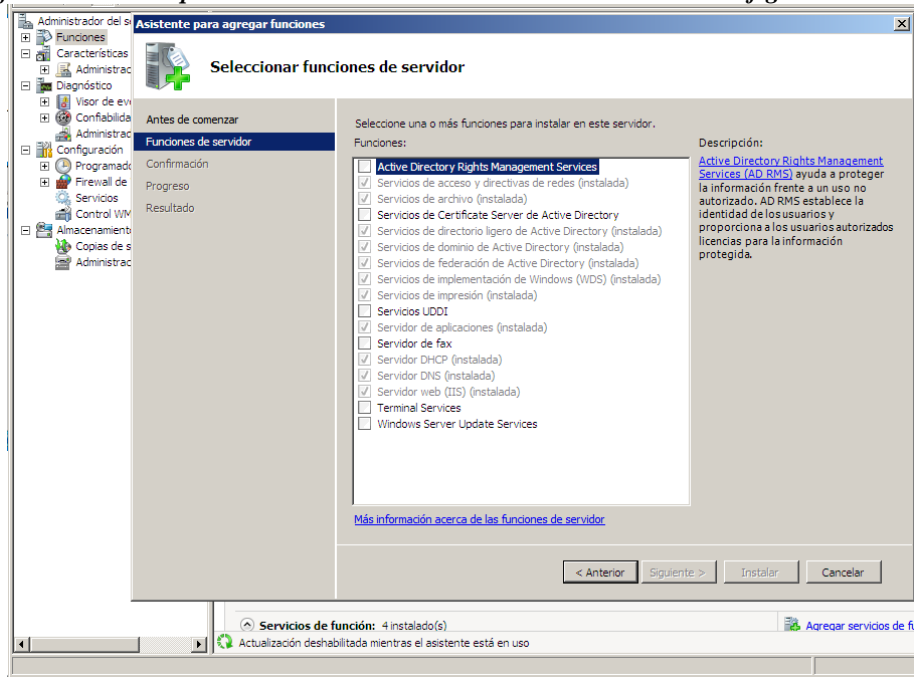 Administrador del s
Funciones
Características
Administrac
Diagnóstico
Visor de eve
Confiabilida
Administrac
Configuración
Programado
Firewall de
Servicios
Control WM
Almacenamient
Copias de s
Administrac
Asistente para agregar funciones
Seleccionar funciones de servidor
Antes de comenzar
Funciones de servidor
Confirmación
Progreso
Resultado
Seleccione una o más funciones para instalar en este servidor.
Funciones:
Active Directory Rights Management Services
Servicios de acceso y directivas de redes (instalada)
Servicios de archivo (instalada)
Servicios de Certificate Server de Active Directory
Servicios de directorio ligero de Active Directory (instalada)
Servicios de dominio de Active Directory (instalada)
Servicios de federación de Active Directory (instalada)
Servicios de implementación de Windows (WDS) (instalada)
Servicios de impresión (instalada)
Servicios UDDI
Servidor de aplicaciones (instalada)
Servidor de fax
Servidor DHCP (instalada)
Servidor DNS (instalada)
Servidor web (IIS) (instalada)
Terminal Services
Windows Server Update Services
Más información acerca de las funciones de servidor
Descripción:
Active Directory Rights Management
Services (AD RMS) ayuda a proteger
la información frente a un uso no
autorizado. AD RMS establece la
identidad de los usuarios y
proporciona a los usuarios autorizados
licencias para la información
protegida.
< Anterior
Siguiente >
Instalar
Cancelar
Servicios de función: 4 instalado(s)
Agregar servicios de fu
Actualización deshabilitada mientras el asistente está en uso